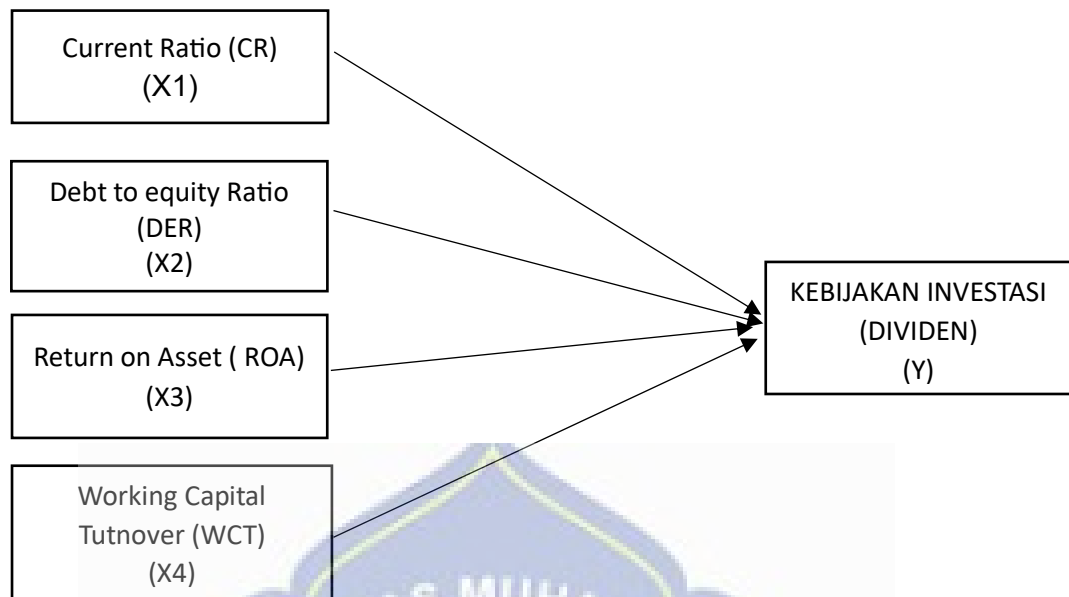 Current Ratio (CR)
(X1)
Debt to equity Ratio
(DER)
(X2)
Return on Asset ( ROA)
(X3)
Working Capital
Tutnover (WCT)
(X4)
KEBIJAKAN INVESTASI
(DIVIDEN)
(Y)